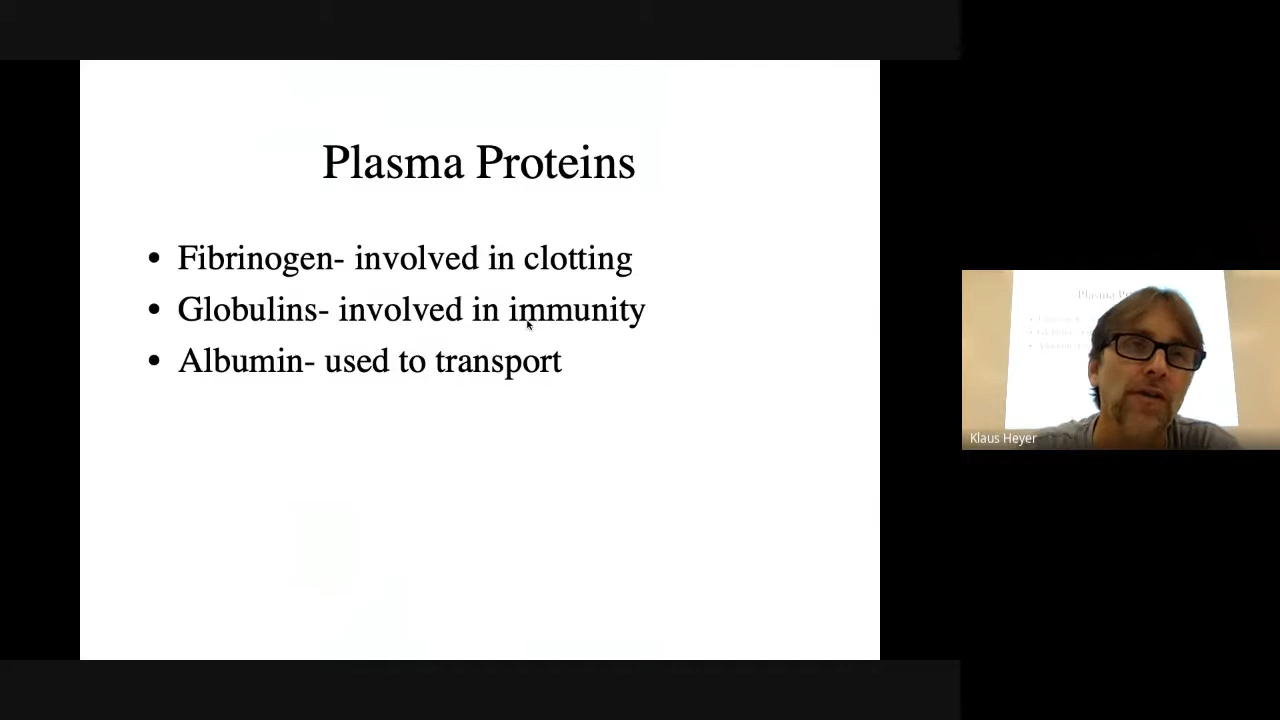 Plasma Proteins
• Fibrinogen- involved in clotting
• Globulins- involved in immunity
• Albumin- used to transport
Klaus Heyer